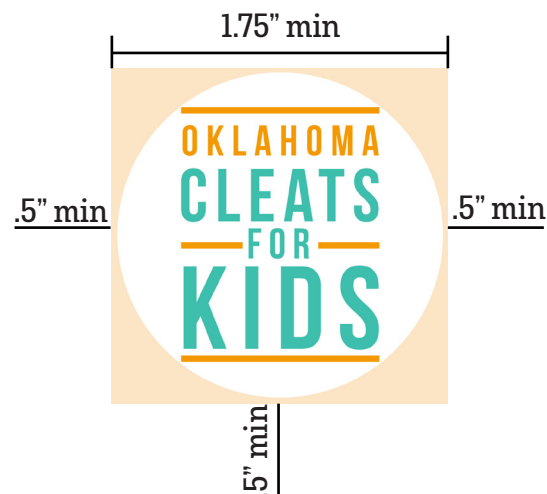 1.75” min
OKLAHOMA
CLEATS
FOR
KIDS
.5” min
.5” min
5” min